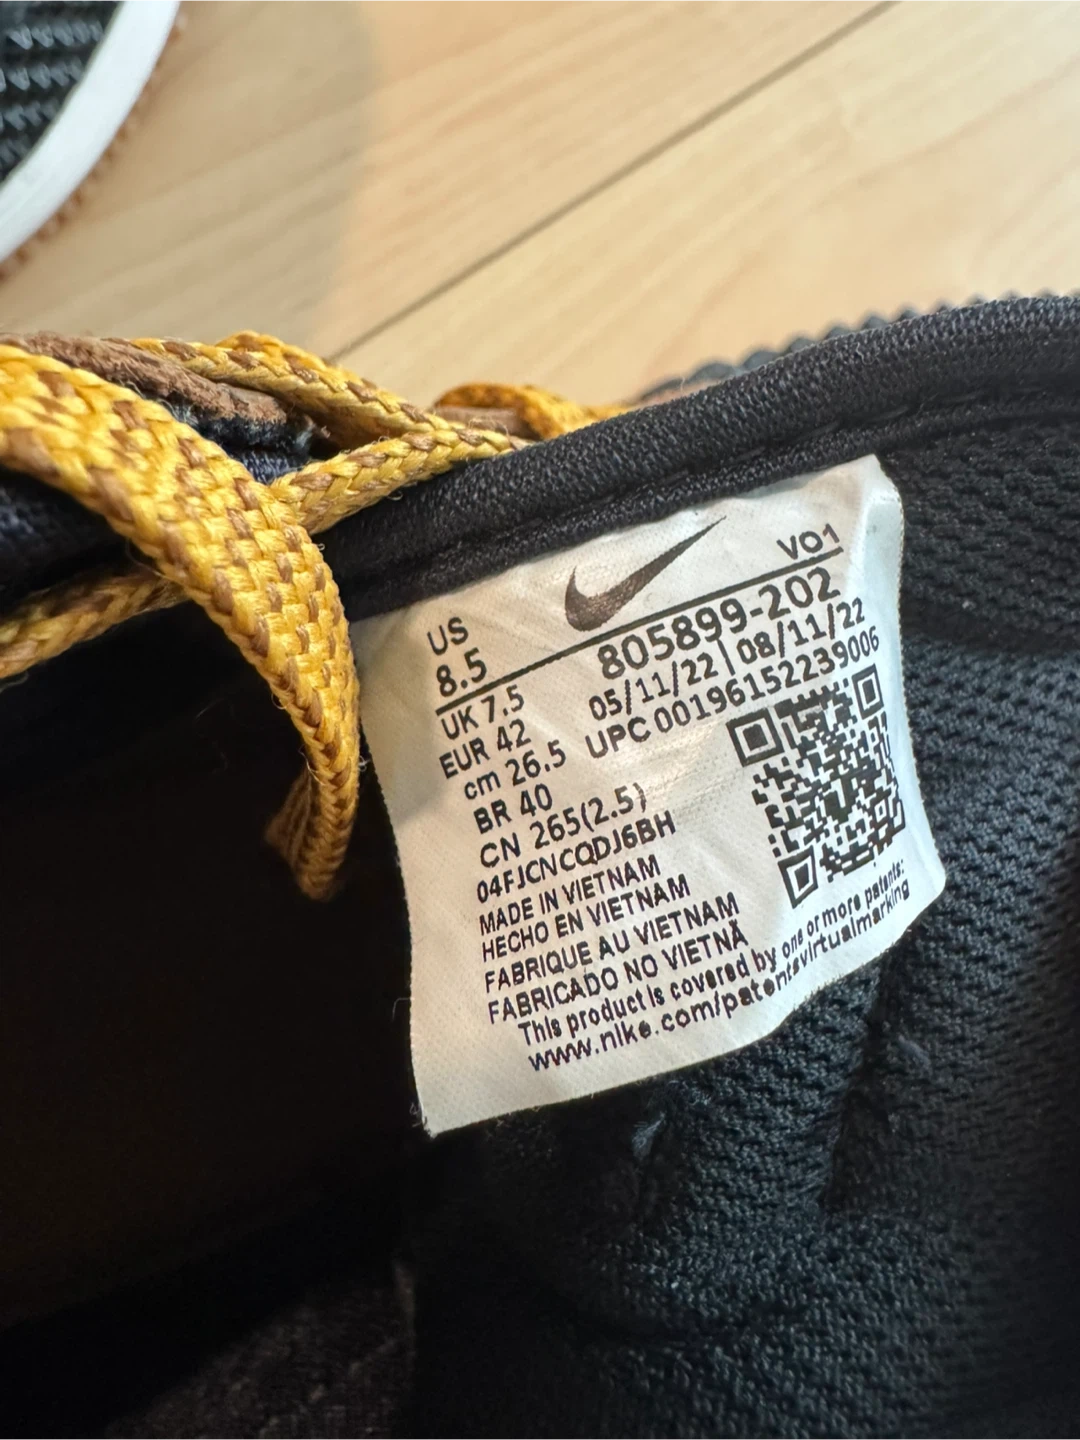 VO1
US
8.5
805899-202
05/11/22 | 08/11/22
UPC 00196152239006
UK 7.5
EUR 42
cm 26.5
BR 40
CN 265(2.5)
04FJCNCQDJ6BH
MADE IN VIETNAM
HECHO EN VIETNAM
FABRIQUE AU VIETNAM
FABRICADO NO VIETNÃ
This product is covered by one or more patents:
www.nike.com/patentsvirtualmarking